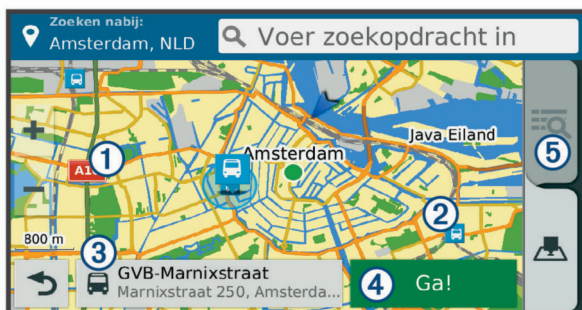 Zoeken nabij:
Amsterdam, NLD
Voer zoekopdracht in
+
Java Eiland
5
1
A10
Amsterdam
−
2
800 m
3
GVB-Marnixstraat
Marnixstraat 250, Amsterda...
4
Ga!